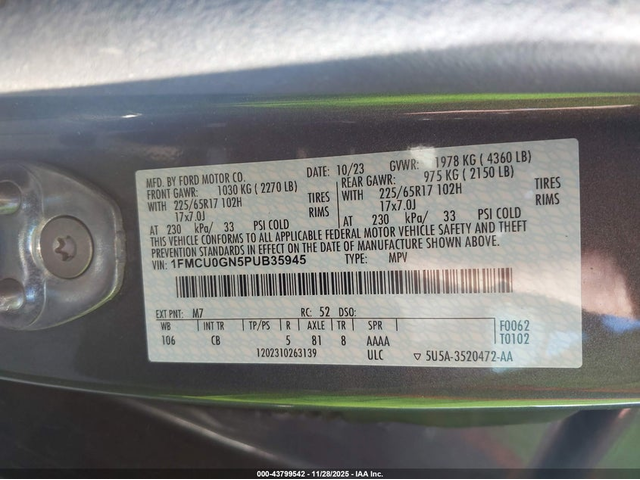 MFD. BY FORD MOTOR CO. DATE: 10/23 GVWR: 1978 KG ( 4360 LB)
FRONT GAWR: 1030 KG ( 2270 LB) REAR GAWR: 975 KG ( 2150 LB)
WITH 225/65R17 102H TIRES WITH 225/65R17 102H TIRES
17x7.0J RIMS 17x7.0J RIMS
AT 230 kPa/ 33 PSI COLD AT 230 kPa/ 33 PSI COLD
THIS VEHICLE CONFORMS TO ALL APPLICABLE FEDERAL MOTOR VEHICLE SAFETY AND THEFT
PREVENTION STANDARDS IN EFFECT ON THE DATE OF MANUFACTURE SHOWN ABOVE.
VIN: 1FMCU0GN5PUB35945 TYPE: MPV
EXT PNT: M7 RC: 52 DSO:
WB INT TR TP/PS R AXLE TR SPR F0062
106 CB 5 81 8 AAAA T0102
1202310263139 ULC ▽ 5U5A-3520472-AA
000-43799542 - 11/28/2025 - IAA Inc.